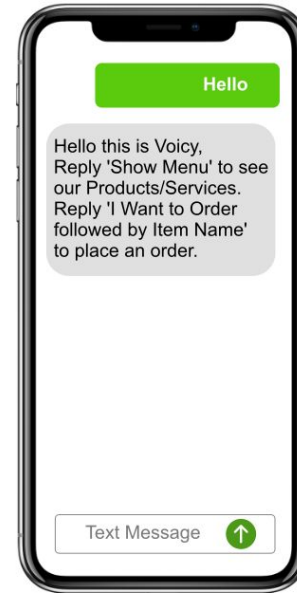 Hello
Hello this is Voicy,
Reply 'Show Menu' to see
our Products/Services.
Reply 'I Want to Order
followed by Item Name'
to place an order.
Text Message